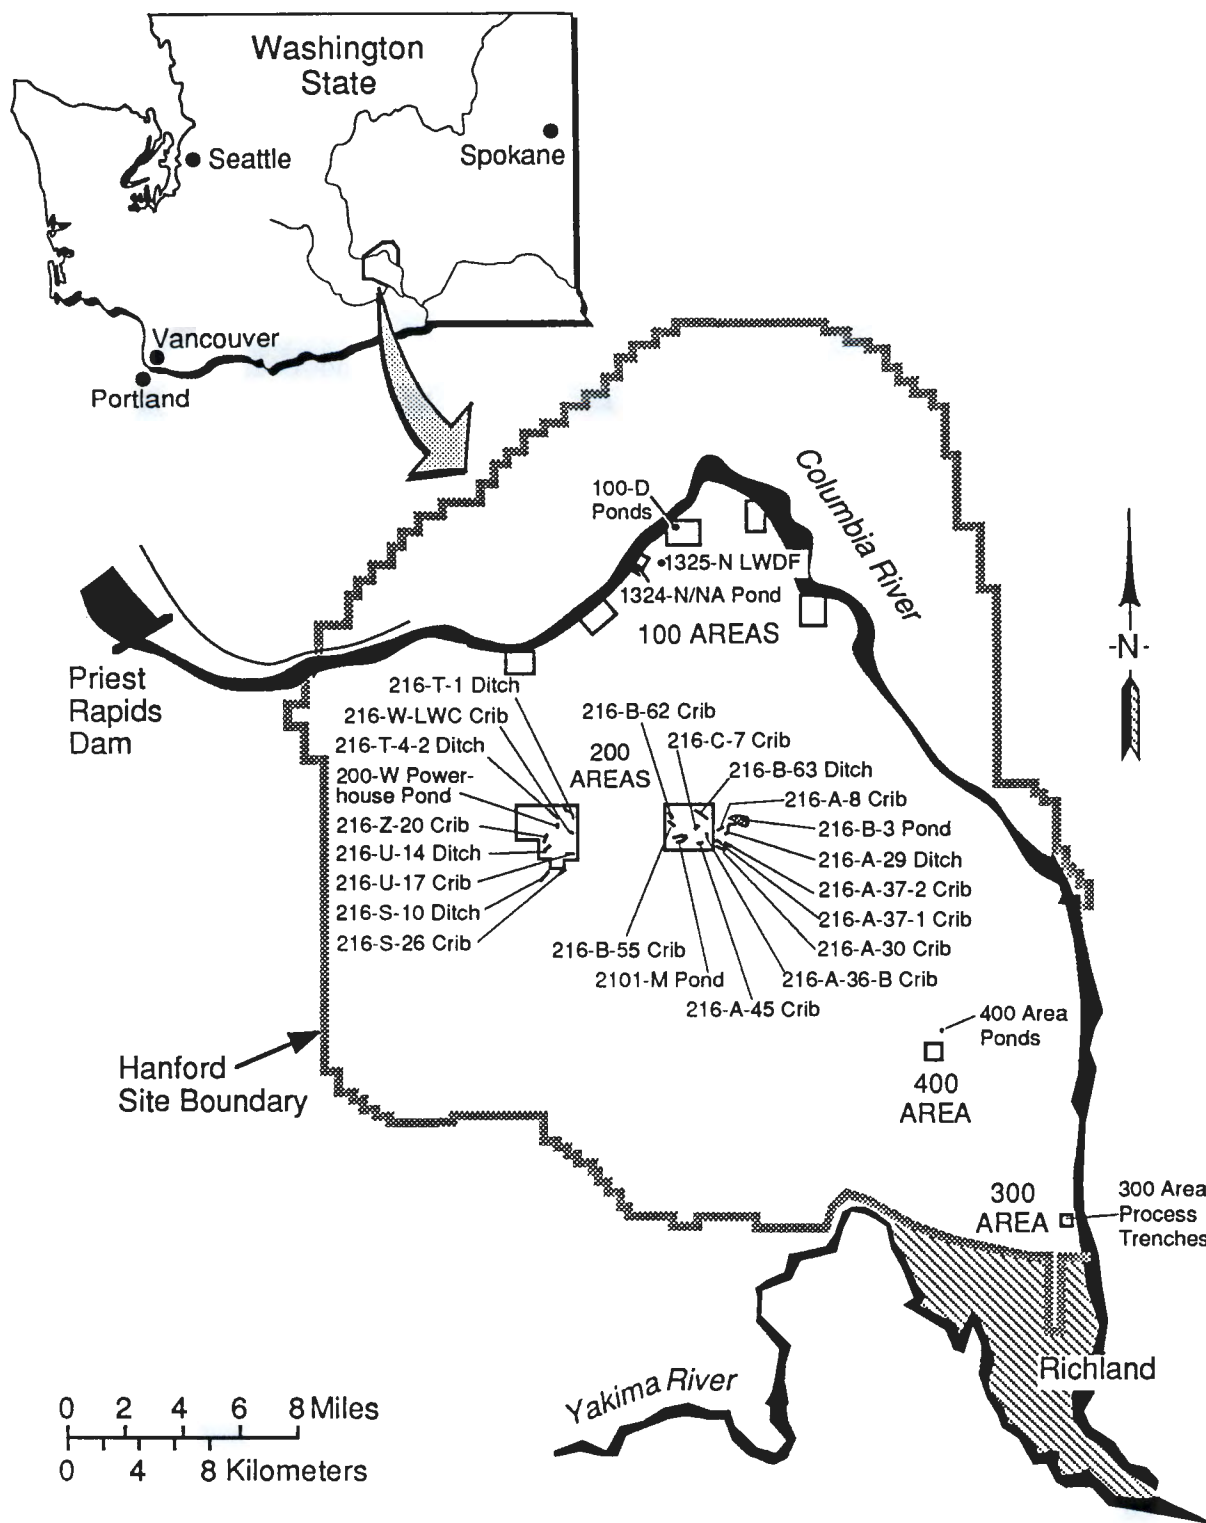 Washington
State
Seattle
Spokane
Vancouver
Portland
Columbia River
100-D
Ponds
1325-N LWDF
1324-N/NA Pond
100 AREAS
-N-
Priest
Rapids
Dam
216-T-1 Ditch
216-W-LWC Crib
216-T-4-2 Ditch
200-W Power-
house Pond
216-Z-20 Crib
216-U-14 Ditch
216-U-17 Crib
216-S-10 Ditch
216-S-26 Crib
200
AREAS
216-B-62 Crib
216-C-7 Crib
216-B-63 Ditch
216-A-8 Crib
216-B-3 Pond
216-A-29 Ditch
216-A-37-2 Crib
216-A-37-1 Crib
216-A-30 Crib
216-A-36-B Crib
216-B-55 Crib
2101-M Pond
216-A-45 Crib
400 Area
Ponds
400
AREA
Hanford
Site Boundary
300
AREA
300 Area
Process
Trenches
Richland
Yakima River
0 2 4 6 8 Miles
0 4 8 Kilometers